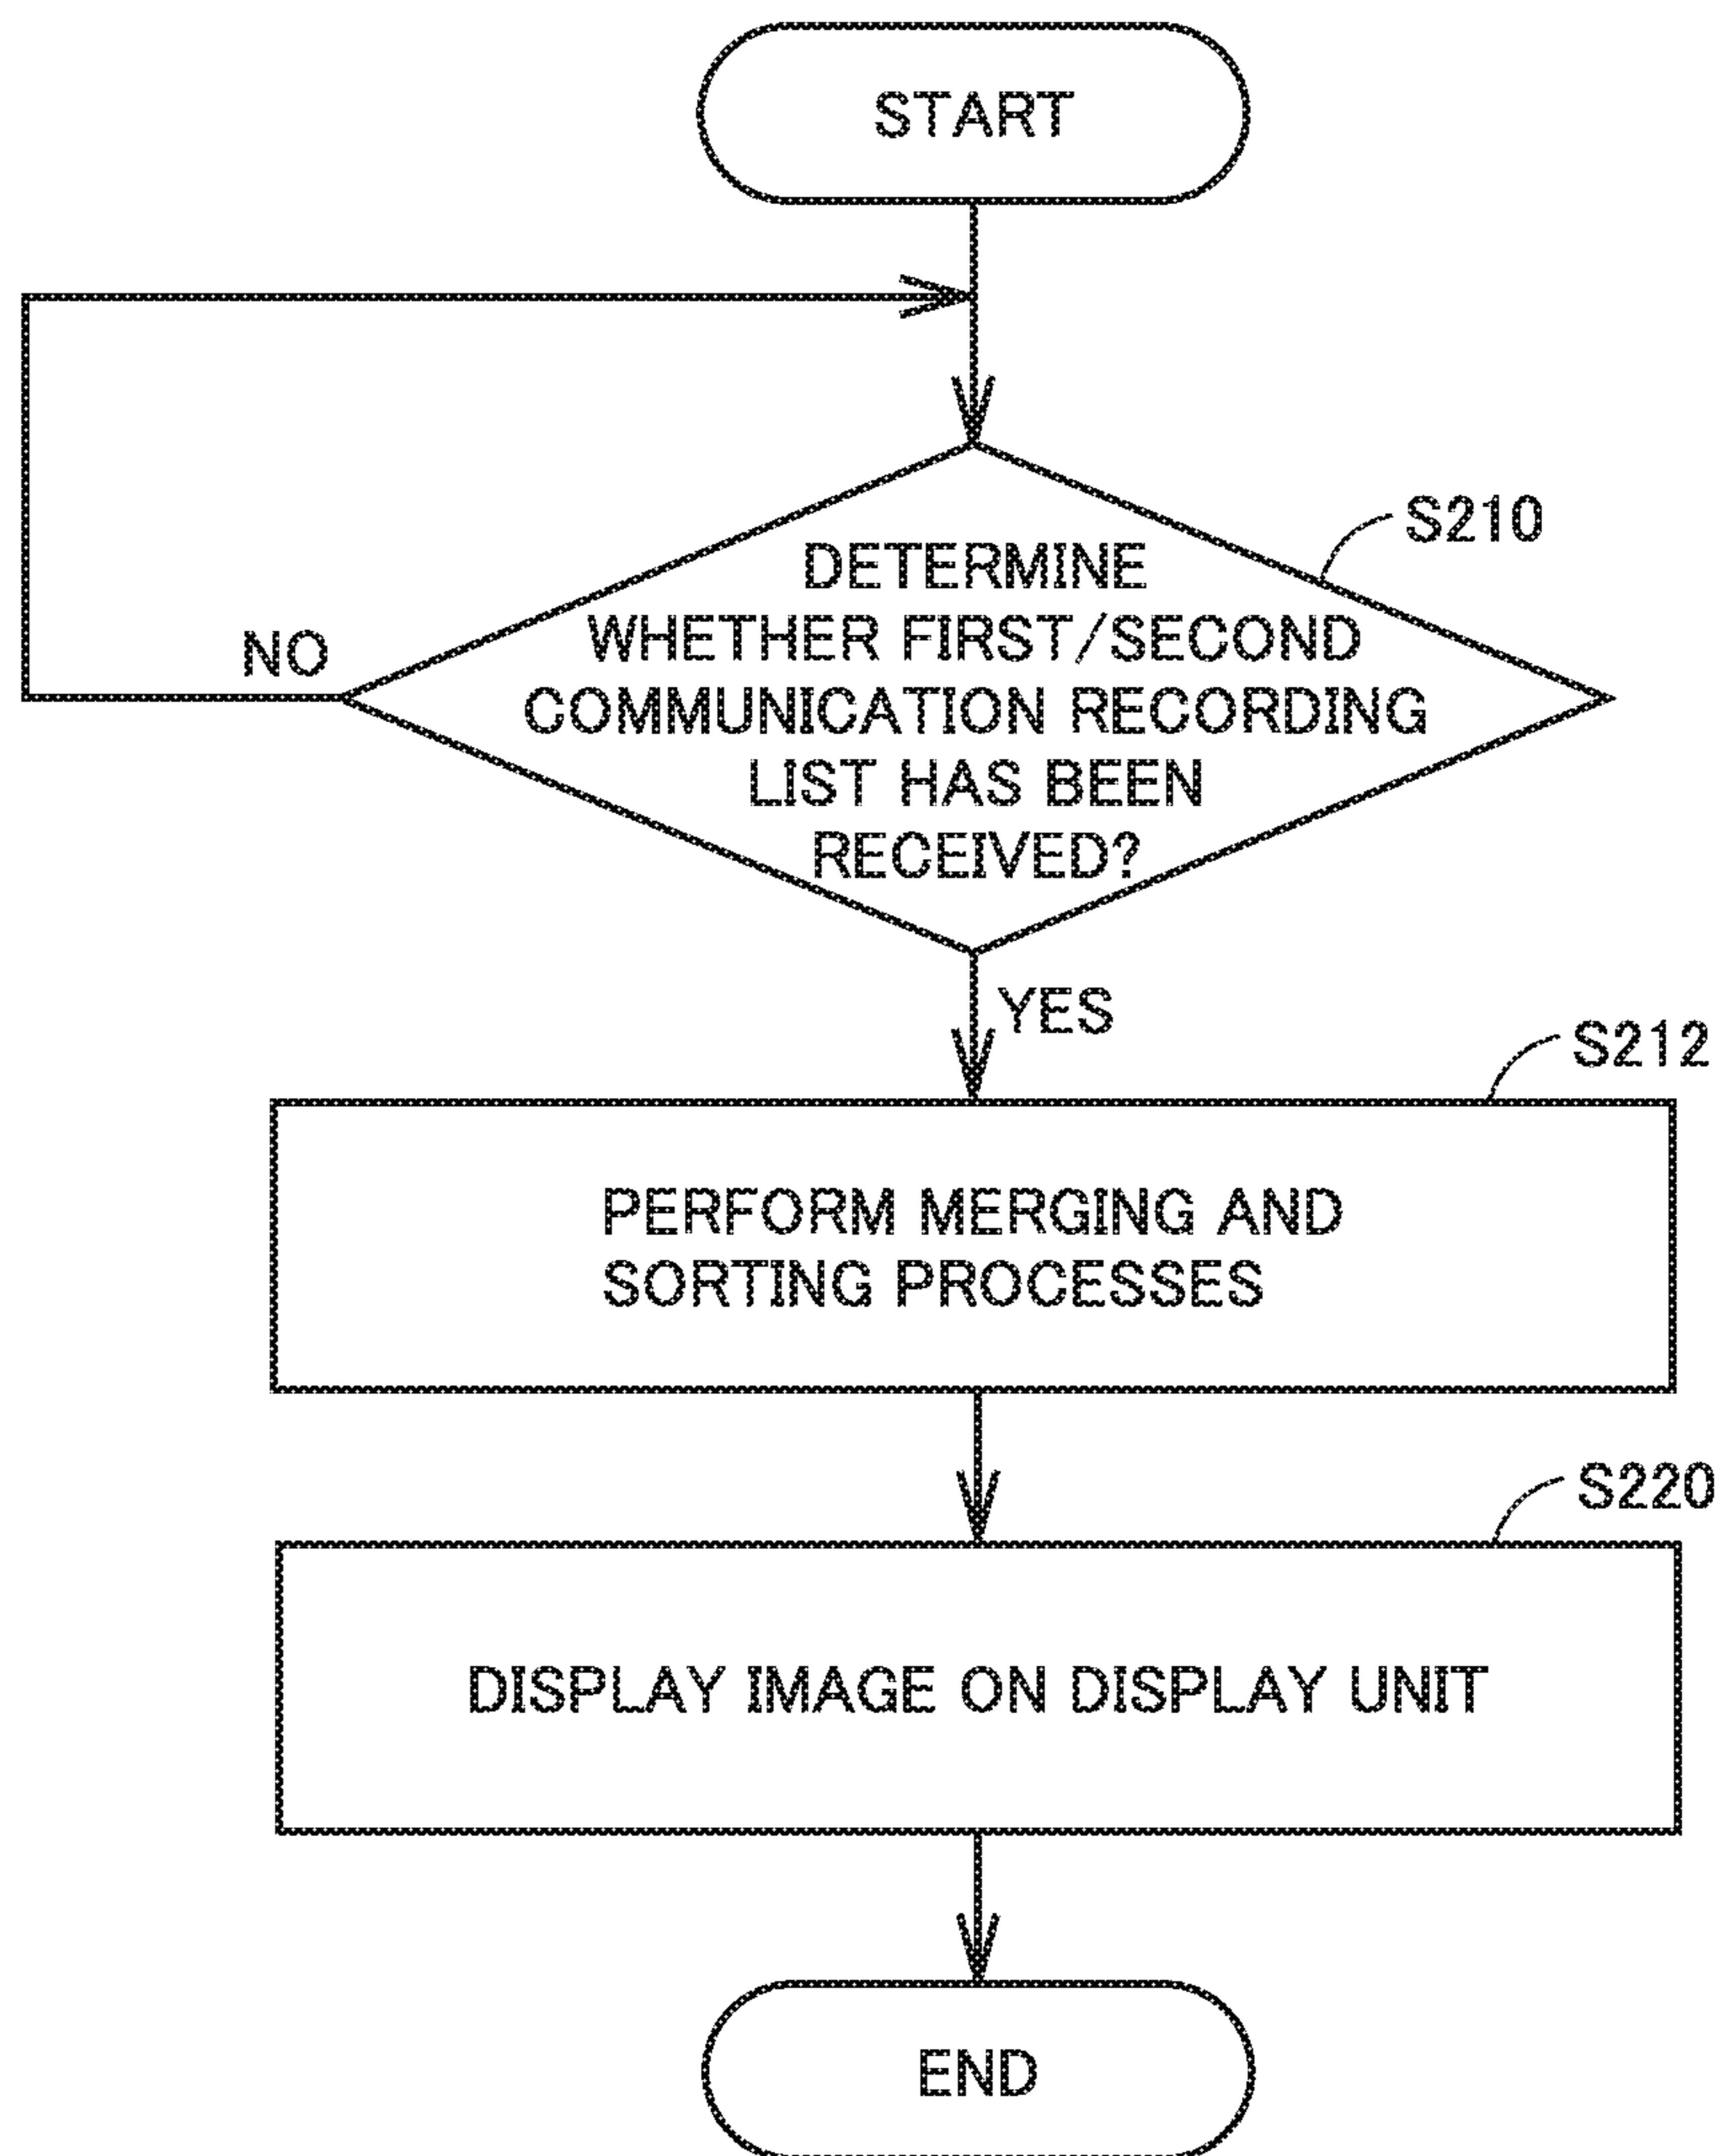 START
S210
DETERMINE
WHETHER FIRST/SECOND
COMMUNICATION RECORDING
LIST HAS BEEN
RECEIVED?
NO
YES
S212
PERFORM MERGING AND
SORTING PROCESSES
S220
DISPLAY IMAGE ON DISPLAY UNIT
END